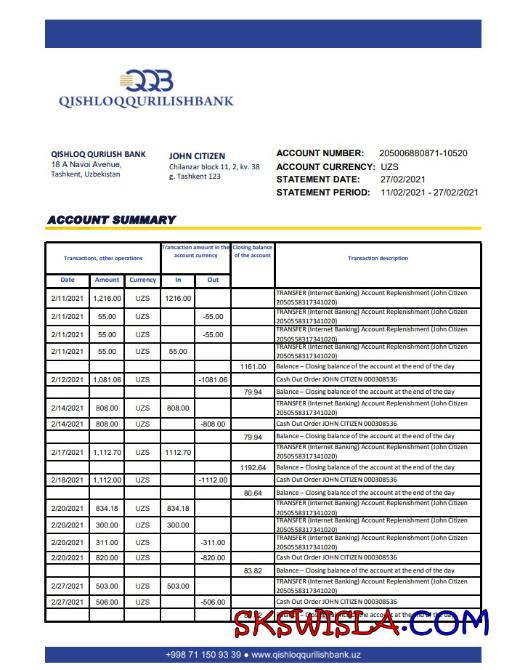 QQB
QISHLOQQURILISHBANK
QISHLOQ QURILISH BANK
18 A Navoi Avenue,
Tashkent, Uzbekistan
JOHN CITIZEN
Chilanzar block 11, 2, kv. 38
g. Tashkent 123
ACCOUNT NUMBER: 205006880871-10520
ACCOUNT CURRENCY: UZS
STATEMENT DATE: 27/02/2021
STATEMENT PERIOD: 11/02/2021 - 27/02/2021
ACCOUNT SUMMARY
Transactions, other operations
Transaction amount in the
account currency
Closing balance
of the account
Transaction description
Date Amount Currency In Out
2/11/2021 1,216.00 UZS 1216.00 TRANSFER (Internet Banking) Account Replenishment (John Citizen
2050558317341020)
2/11/2021 55.00 UZS -55.00 TRANSFER (Internet Banking) Account Replenishment (John Citizen
2050558317341020)
2/11/2021 55.00 UZS -55.00 TRANSFER (Internet Banking) Account Replenishment (John Citizen
2050558317341020)
2/11/2021 55.00 UZS 55.00 TRANSFER (Internet Banking) Account Replenishment (John Citizen
2050558317341020)
1161.00 Balance – Closing balance of the account at the end of the day
2/12/2021 1,081.06 UZS -1081.06 Cash Out Order JOHN CITIZEN 000308536
79.94 Balance – Closing balance of the account at the end of the day
2/14/2021 808.00 UZS 808.00 TRANSFER (Internet Banking) Account Replenishment (John Citizen
2050558317341020)
2/14/2021 808.00 UZS -808.00 Cash Out Order JOHN CITIZEN 000308536
79.94 Balance – Closing balance of the account at the end of the day
2/17/2021 1,112.70 UZS 1112.70 TRANSFER (Internet Banking) Account Replenishment (John Citizen
2050558317341020)
1192.64 Balance – Closing balance of the account at the end of the day
2/18/2021 1,112.00 UZS -1112.00 Cash Out Order JOHN CITIZEN 000308536
80.64 Balance – Closing balance of the account at the end of the day
2/20/2021 834.18 UZS 834.18 TRANSFER (Internet Banking) Account Replenishment (John Citizen
2050558317341020)
2/20/2021 300.00 UZS 300.00 TRANSFER (Internet Banking) Account Replenishment (John Citizen
2050558317341020)
2/20/2021 311.00 UZS -311.00 TRANSFER (Internet Banking) Account Replenishment (John Citizen
2050558317341020)
2/20/2021 820.00 UZS -820.00 Cash Out Order JOHN CITIZEN 000308536
83.82 Balance – Closing balance of the account at the end of the day
2/27/2021 503.00 UZS 503.00 TRANSFER (Internet Banking) Account Replenishment (John Citizen
2050558317341020)
2/27/2021 506.00 UZS -506.00 Cash Out Order JOHN CITIZEN 000308536
SKSWISLA.COM
+998 71 150 93 39 ● www.qishloqqurilishbank.uz